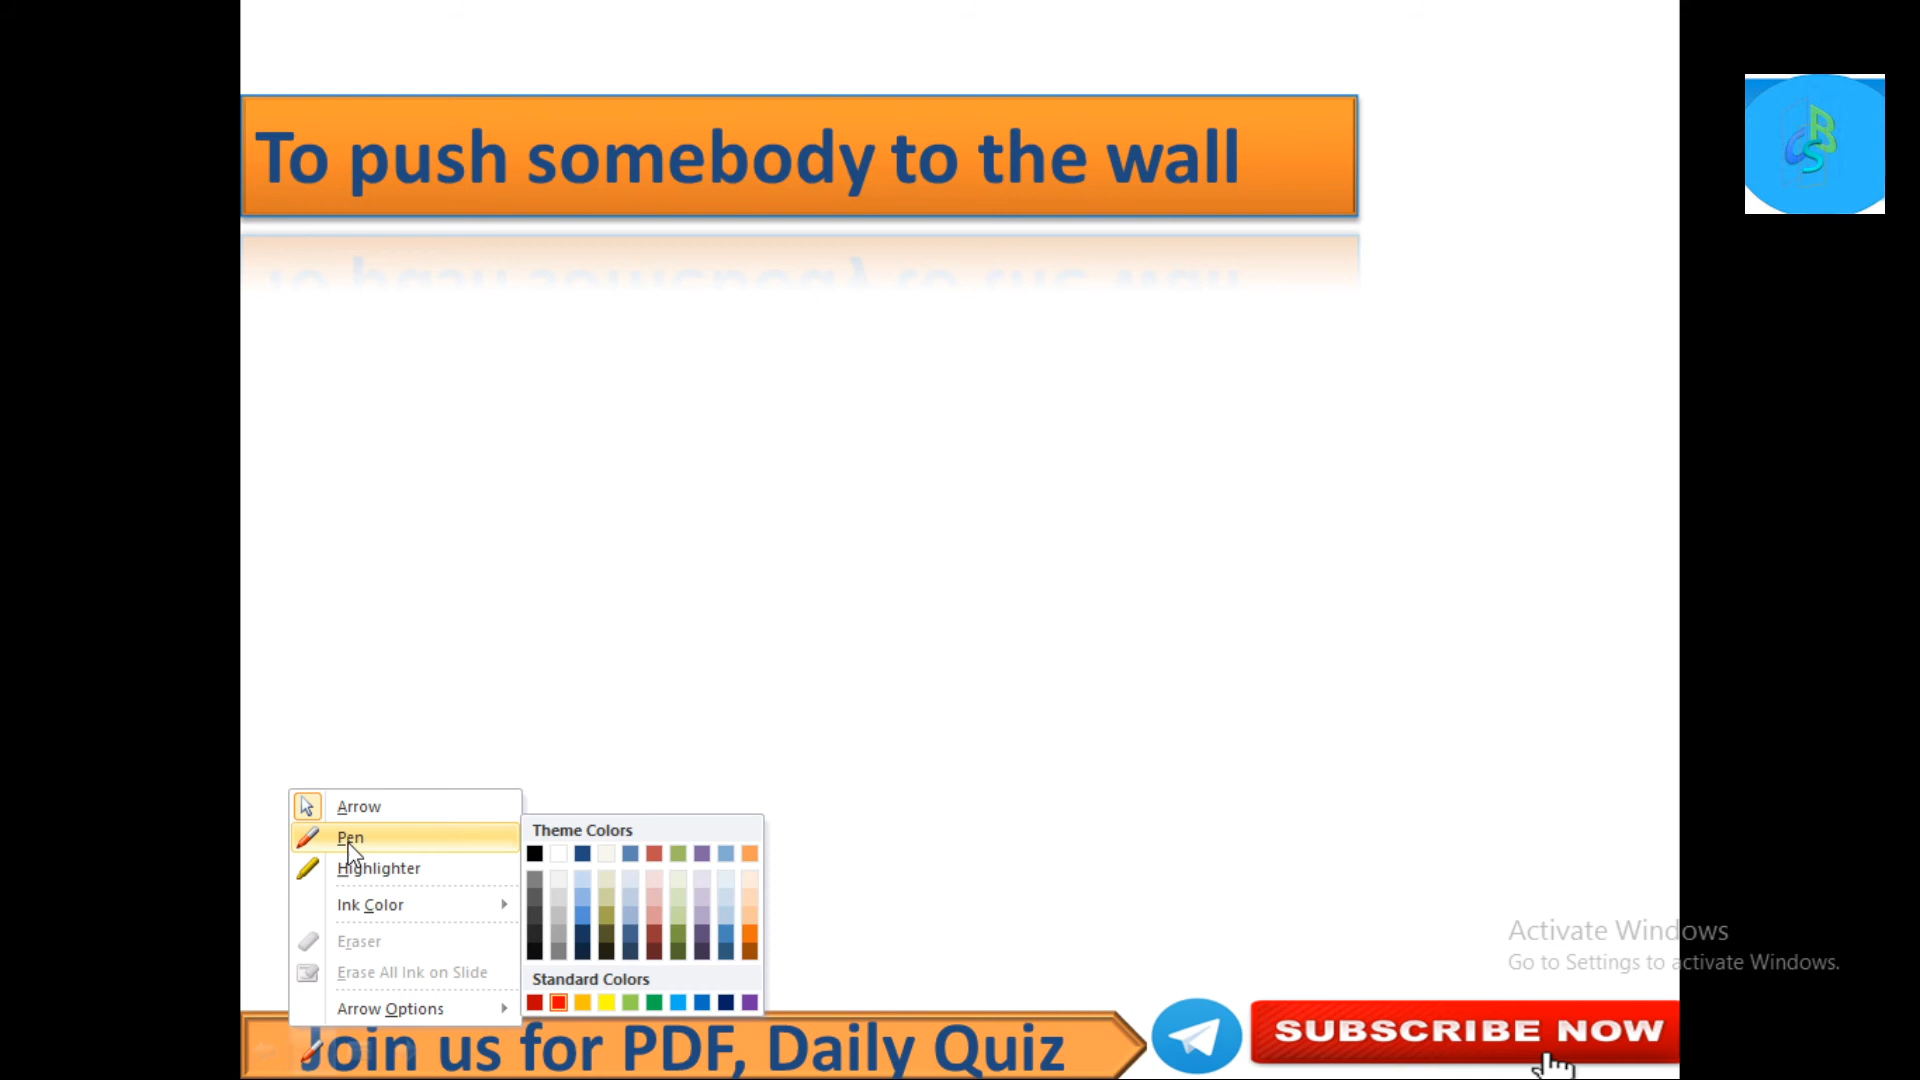 To push somebody to the wall
Arrow
Pen
Highlighter
Ink Color
Eraser
Erase All Ink on Slide
Arrow Options
Theme Colors
Standard Colors
Activate Windows
Go to Settings to activate Windows.
Join us for PDF, Daily Quiz
SUBSCRIBE NOW